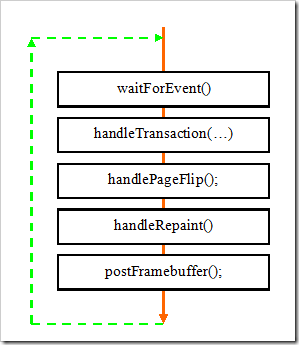 waitForEvent()
handleTransaction(…)
handlePageFlip();
handleRepaint()
postFramebuffer();